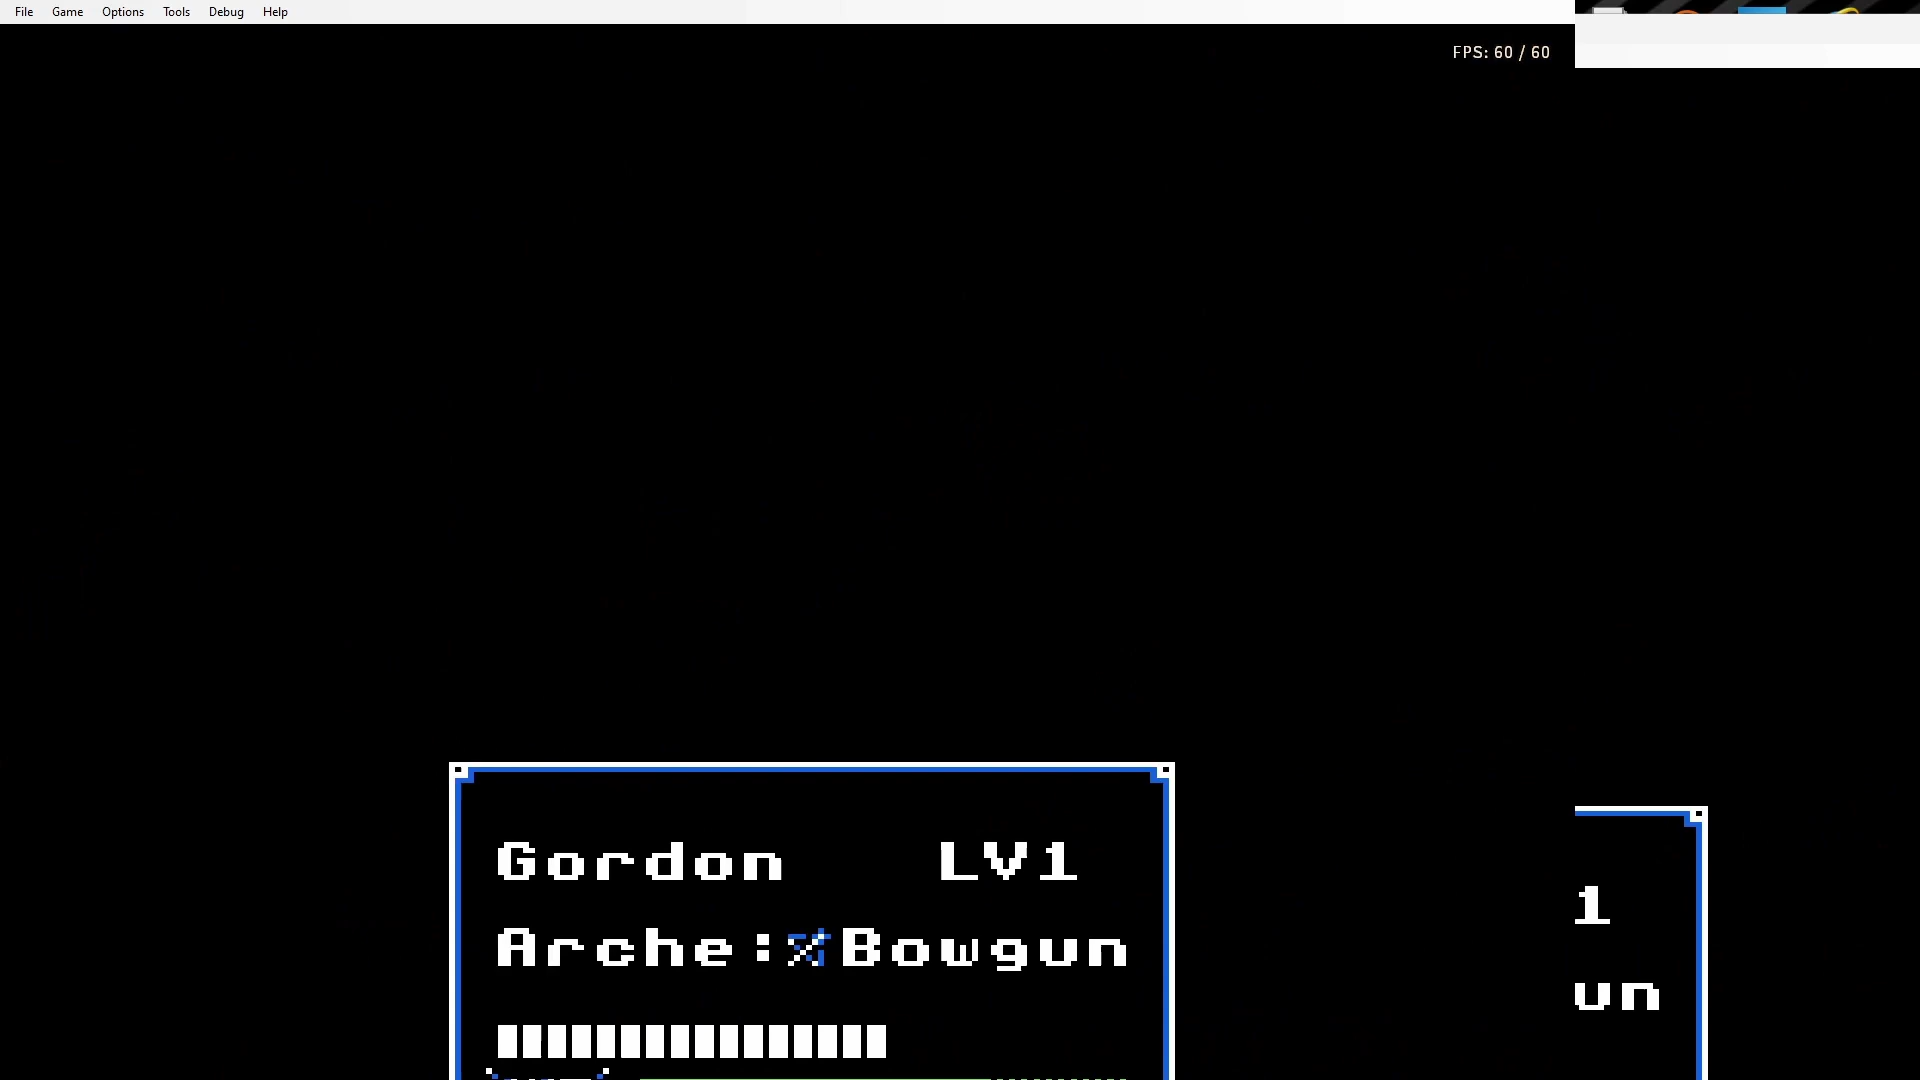 File Game Options Tools Debug Help
FPS: 60 / 60
Gordon LV1
Arche: Bowgun
1
un